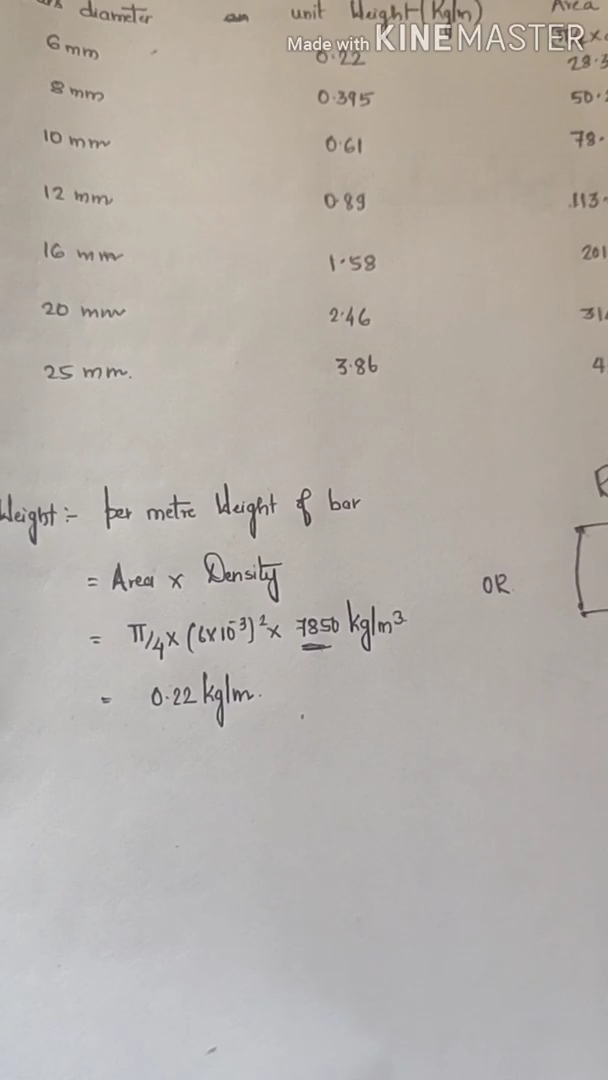 diameter unit Weight (Kg/m) Area
Made with KINEMASTER
6 mm 0.22 28.3
8 mm 0.395 50.
10 mm 0.61 78.
12 mm 0.89 113.
16 mm 1.58 201
20 mm 2.46 31
25 mm. 3.86 4
Weight :- per metre Weight of bar
= Area x Density
OR
= π/4 x (6x10⁻³)² x 7850 kg/m³
= 0.22 kg/m.